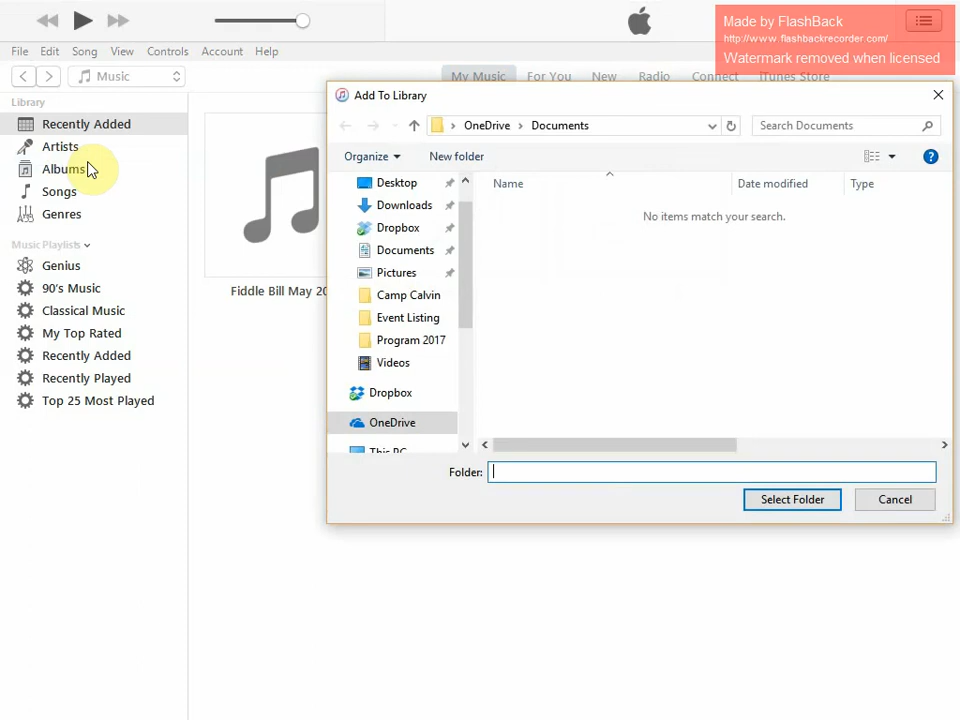 Made by FlashBack
http://www.flashbackrecorder.com/
Watermark removed when licensed
File Edit Song View Controls Account Help
Music
My Music For You New Radio Connect iTunes Store
Library
Recently Added
Artists
Albums
Songs
Genres
Music Playlists
Genius
90's Music
Classical Music
My Top Rated
Recently Added
Recently Played
Top 25 Most Played
Fiddle Bill May 20
Add To Library
OneDrive › Documents
Search Documents
Organize New folder
Name Date modified Type
No items match your search.
Desktop
Downloads
Dropbox
Documents
Pictures
Camp Calvin
Event Listing
Program 2017
Videos
Dropbox
OneDrive
This PC
Folder:
Select Folder Cancel